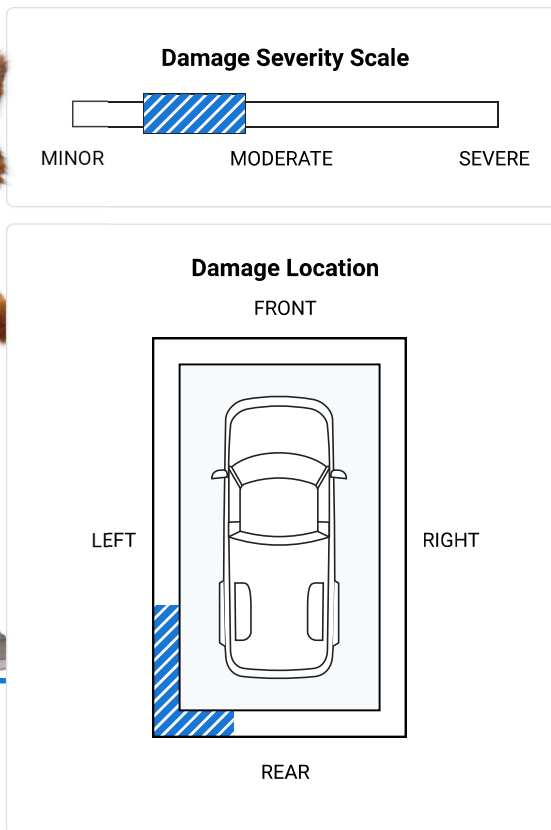 Damage Severity Scale
MINOR MODERATE SEVERE
Damage Location
FRONT
LEFT RIGHT
REAR